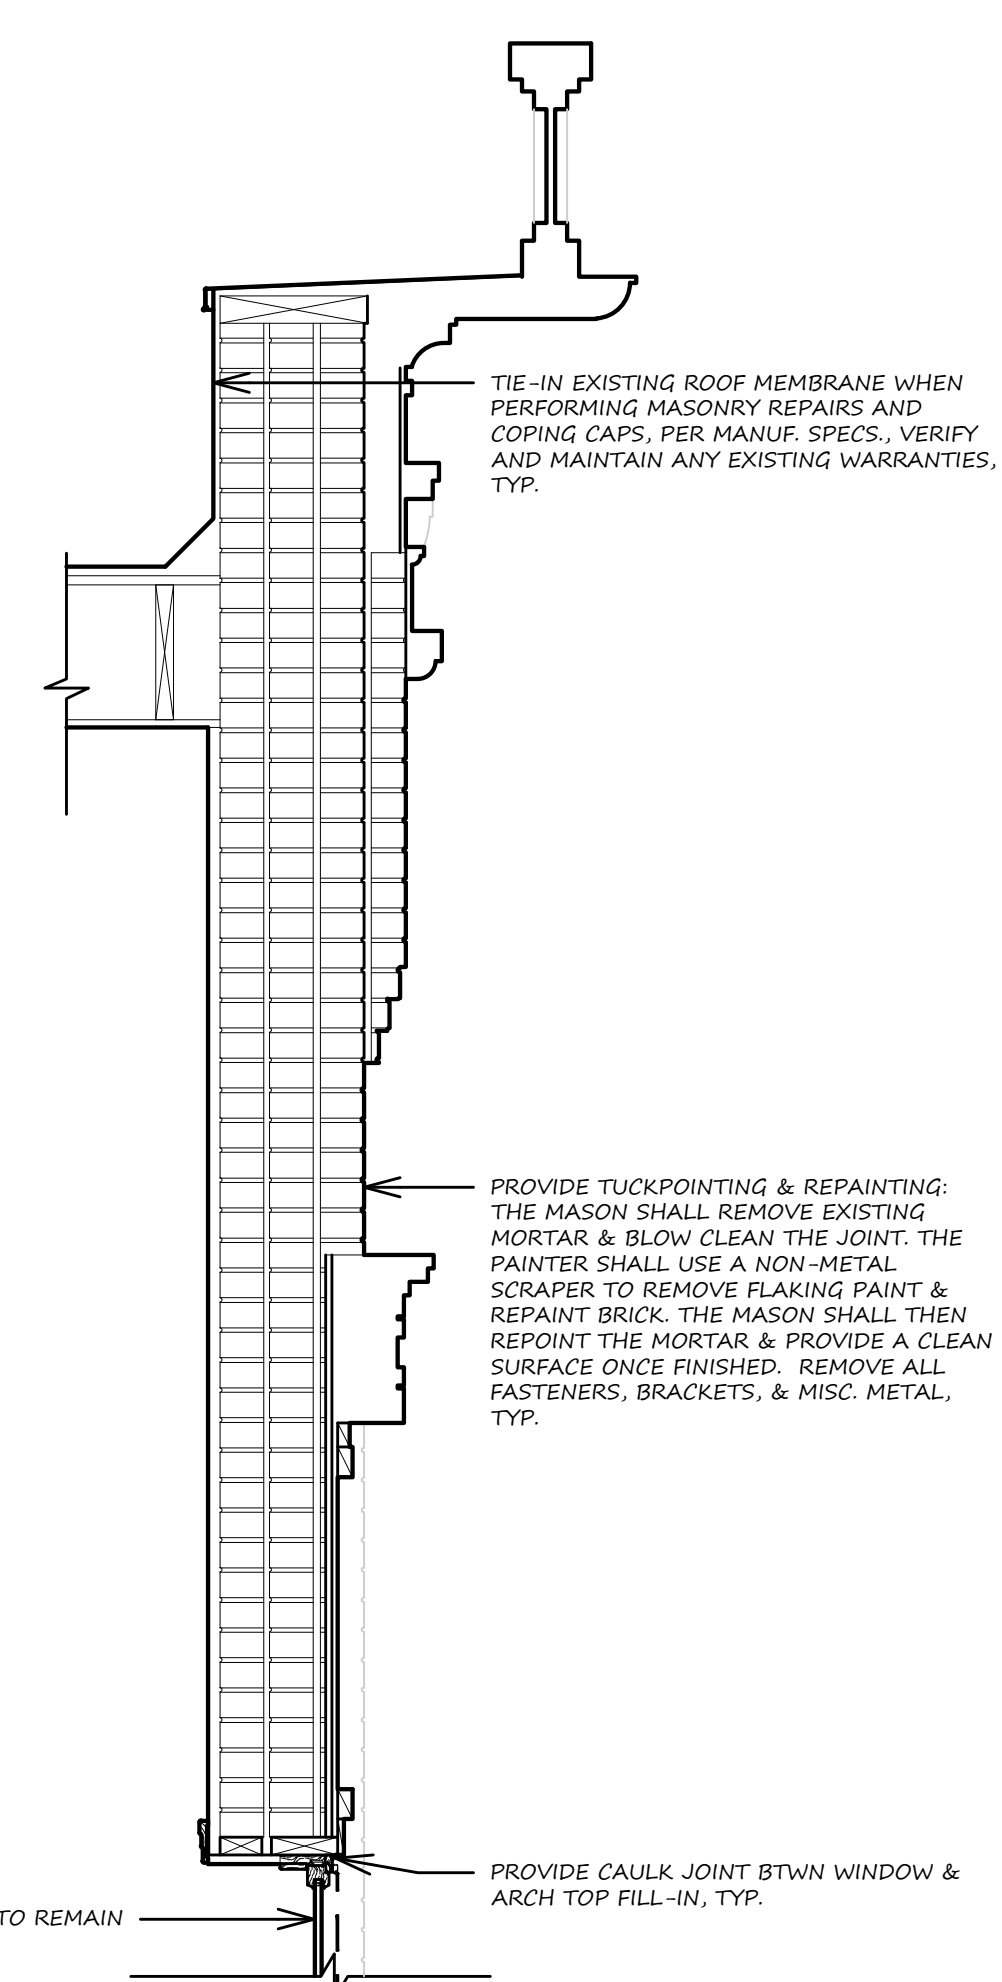 TIE-IN EXISTING ROOF MEMBRANE WHEN
PERFORMING MASONRY REPAIRS AND
COPING CAPS, PER MANUF. SPECS., VERIFY
AND MAINTAIN ANY EXISTING WARRANTIES,
TYP.
PROVIDE TUCKPOINTING & REPAINTING:
THE MASON SHALL REMOVE EXISTING
MORTAR & BLOW CLEAN THE JOINT. THE
PAINTER SHALL USE A NON-METAL
SCRAPER TO REMOVE FLAKING PAINT &
REPAINT BRICK. THE MASON SHALL THEN
REPOINT THE MORTAR & PROVIDE A CLEAN
SURFACE ONCE FINISHED.  REMOVE ALL
FASTENERS, BRACKETS, & MISC. METAL,
TYP.
PROVIDE CAULK JOINT BTWN WINDOW &
ARCH TOP FILL-IN, TYP.
TO REMAIN